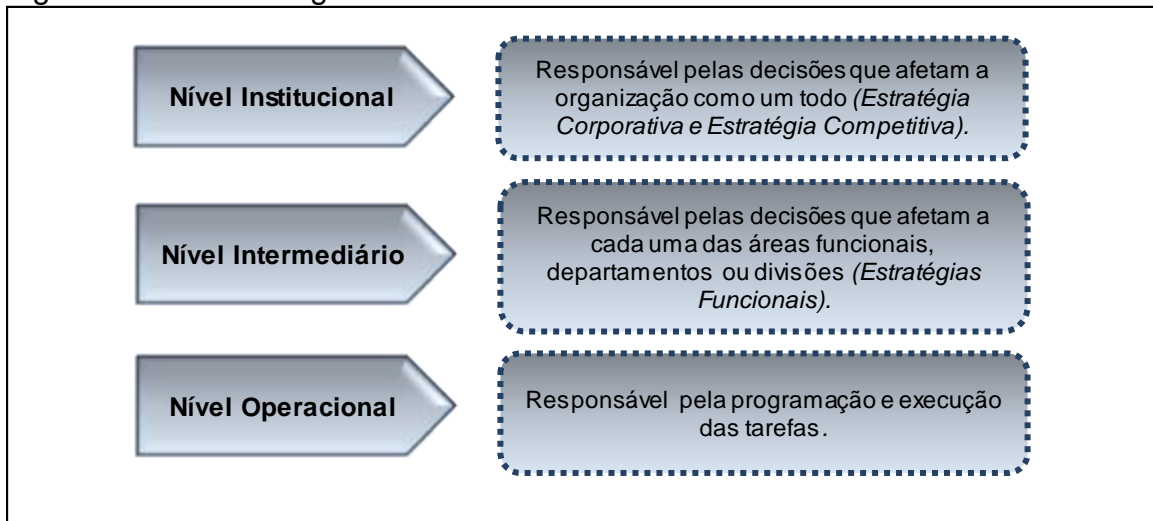 Nível Institucional
Responsável pelas decisões que afetam a
organização como um todo (Estratégia
Corporativa e Estratégia Competitiva).
Nível Intermediário
Responsável pelas decisões que afetam a
cada uma das áreas funcionais,
departamentos ou divisões (Estratégias
Funcionais).
Nível Operacional
Responsável pela programação e execução
das tarefas.